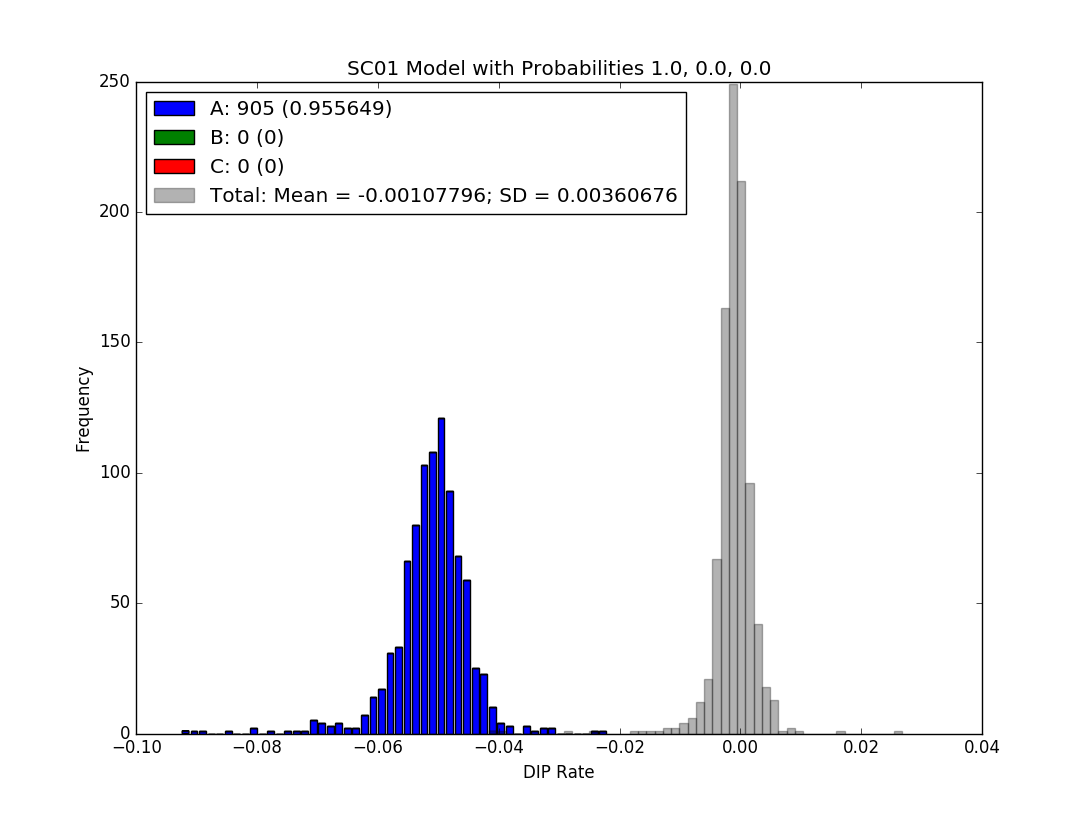 SC01 Model with Probabilities 1.0, 0.0, 0.0
250
A: 905 (0.955649)
B: 0 (0)
C: 0 (0)
Total: Mean = -0.00107796; SD = 0.00360676
200
150
Frequency
100
50
0
−0.10 −0.08 −0.06 −0.04 −0.02 0.00 0.02 0.04
DIP Rate